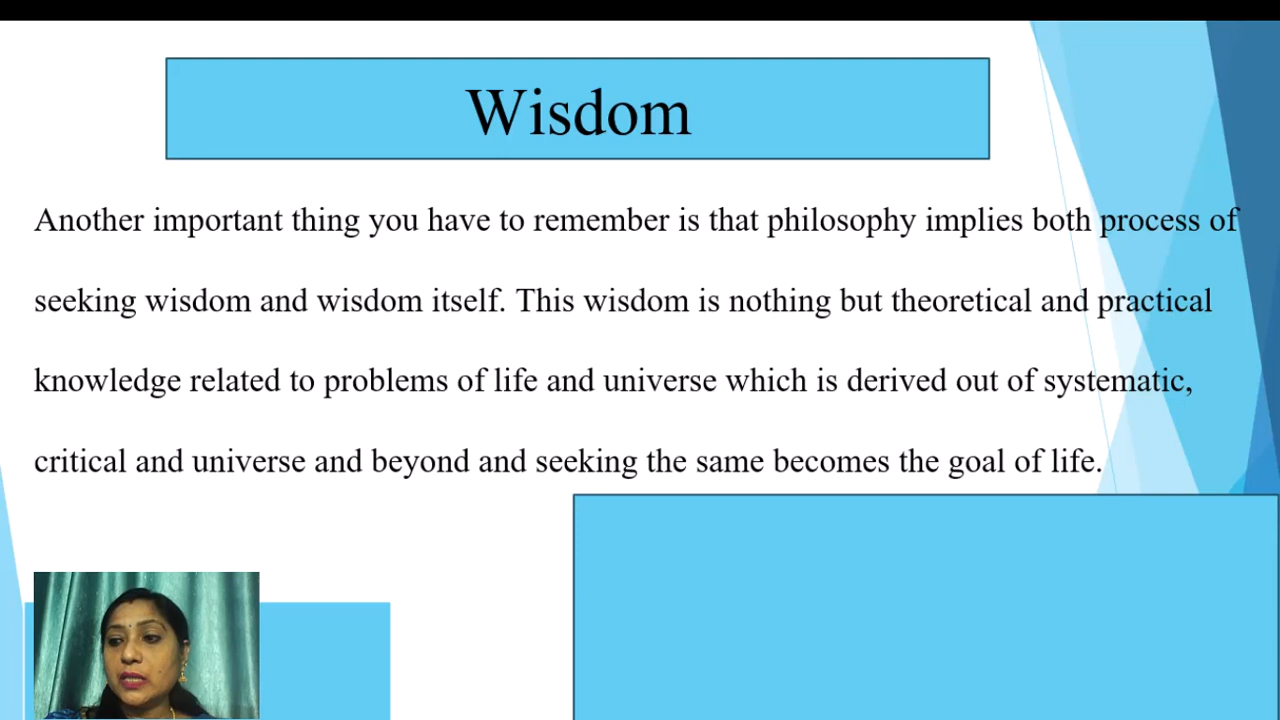 Wisdom
Another important thing you have to remember is that philosophy implies both process of
seeking wisdom and wisdom itself. This wisdom is nothing but theoretical and practical
knowledge related to problems of life and universe which is derived out of systematic,
critical and universe and beyond and seeking the same becomes the goal of life.